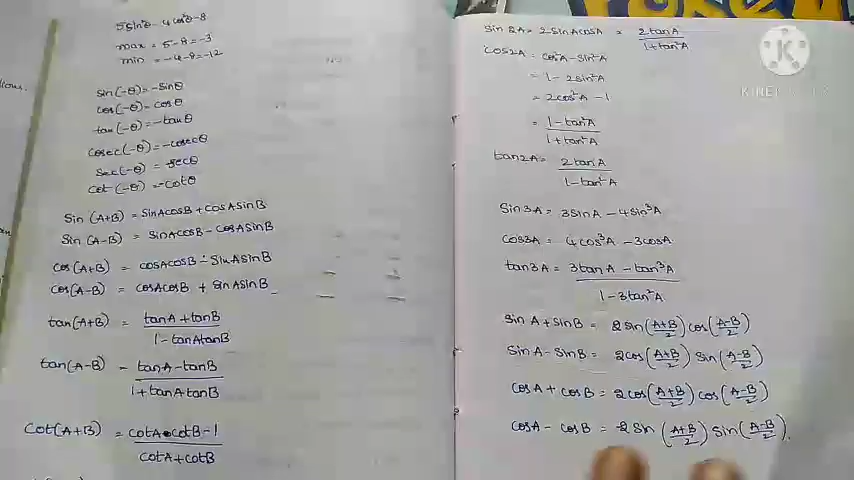 5sin²θ - 4cos²θ - 8
max = 5-8 = -3
min = -4-8 = -12
sin(-θ) = -sinθ
cos(-θ) = cosθ
tan(-θ) = -tanθ
cosec(-θ) = -cosecθ
sec(-θ) = secθ
cot(-θ) = -cotθ
Sin(A+B) = SinAcosB + cosAsinB
Sin(A-B) = SinAcosB - cosAsinB
cos(A+B) = cosAcosB - SinAsinB
cos(A-B) = cosAcosB + sinAsinB
tan(A+B) = tanA + tanB / 1 - tanAtanB
tan(A-B) = tanA - tanB / 1 + tanAtanB
Cot(A+B) = cotA cotB - 1 / cotA + cotB
Sin2A = 2SinAcosA = 2tanA / 1+tan²A
Cos2A = cos²A - sin²A
= 1 - 2sin²A
= 2cos²A - 1
= 1 - tan²A / 1 + tan²A
tan2A = 2tanA / 1 - tan²A
Sin3A = 3sinA - 4sin³A
cos3A = 4cos³A - 3cosA
tan3A = 3tanA - tan³A / 1 - 3tan²A
SinA + sinB = 2sin(A+B/2) cos(A-B/2)
SinA - SinB = 2cos(A+B/2) Sin(A-B/2)
cosA + cosB = 2cos(A+B/2) cos(A-B/2)
cosA - cosB = -2Sin(A+B/2) Sin(A-B/2).